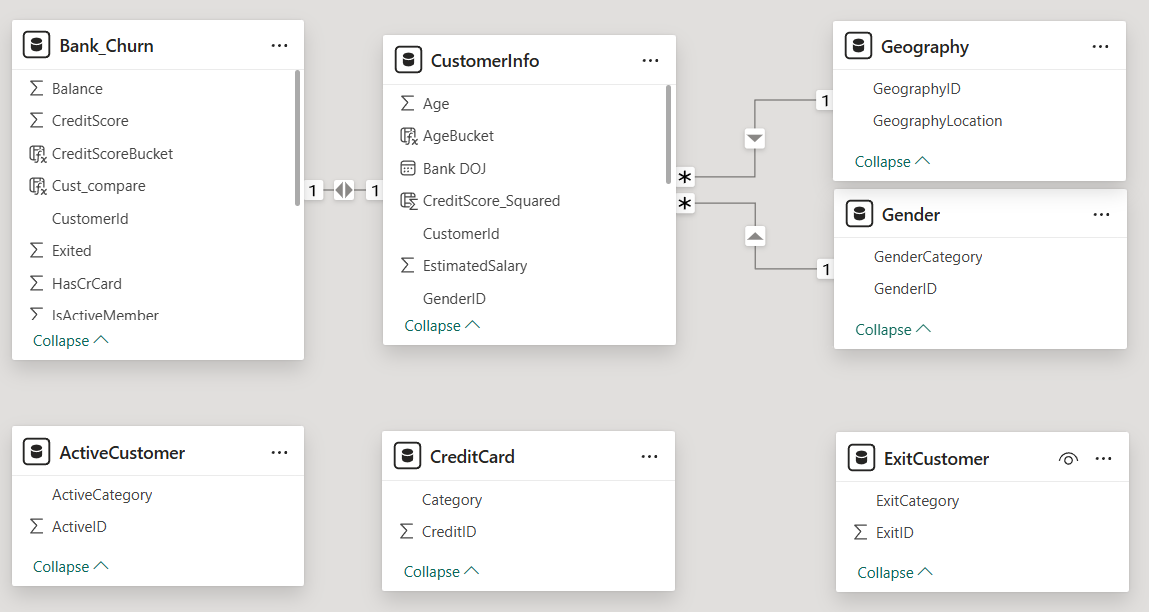 Bank_Churn
Balance
CreditScore
CreditScoreBucket
Cust_compare
CustomerId
Exited
HasCrCard
IsActiveMember
Collapse
CustomerInfo
Age
AgeBucket
Bank DOJ
CreditScore_Squared
CustomerId
EstimatedSalary
GenderID
Collapse
Geography
GeographyID
GeographyLocation
Collapse
Gender
GenderCategory
GenderID
Collapse
1
1
*
*
1
1
ActiveCustomer
ActiveCategory
ActiveID
Collapse
CreditCard
Category
CreditID
Collapse
ExitCustomer
ExitCategory
ExitID
Collapse